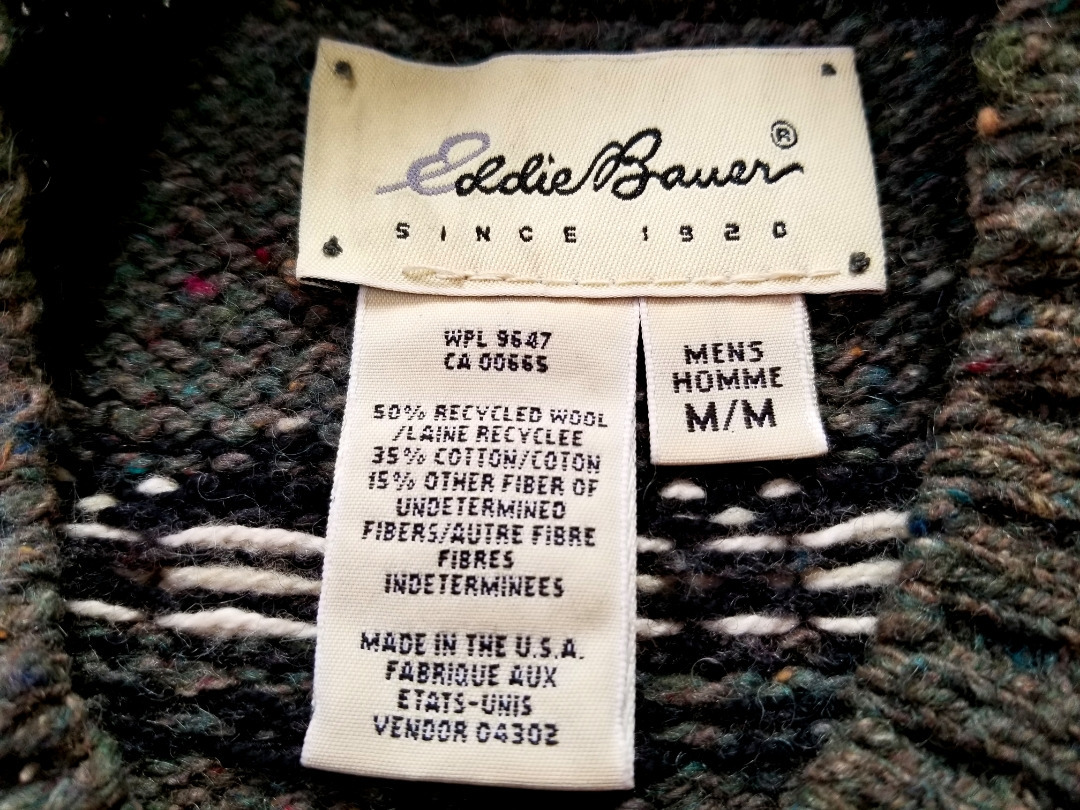 Eddie Bauer®
SINCE 1920
WPL 9647
CA 00665
50% RECYCLED WOOL
/LAINE RECYCLEE
35% COTTON/COTON
15% OTHER FIBER OF
UNDETERMINED
FIBERS/AUTRE FIBRE
FIBRES
INDETERMINEES
MADE IN THE U.S.A.
FABRIQUE AUX
ETATS-UNIS
VENDOR 04302
MENS
HOMME
M/M